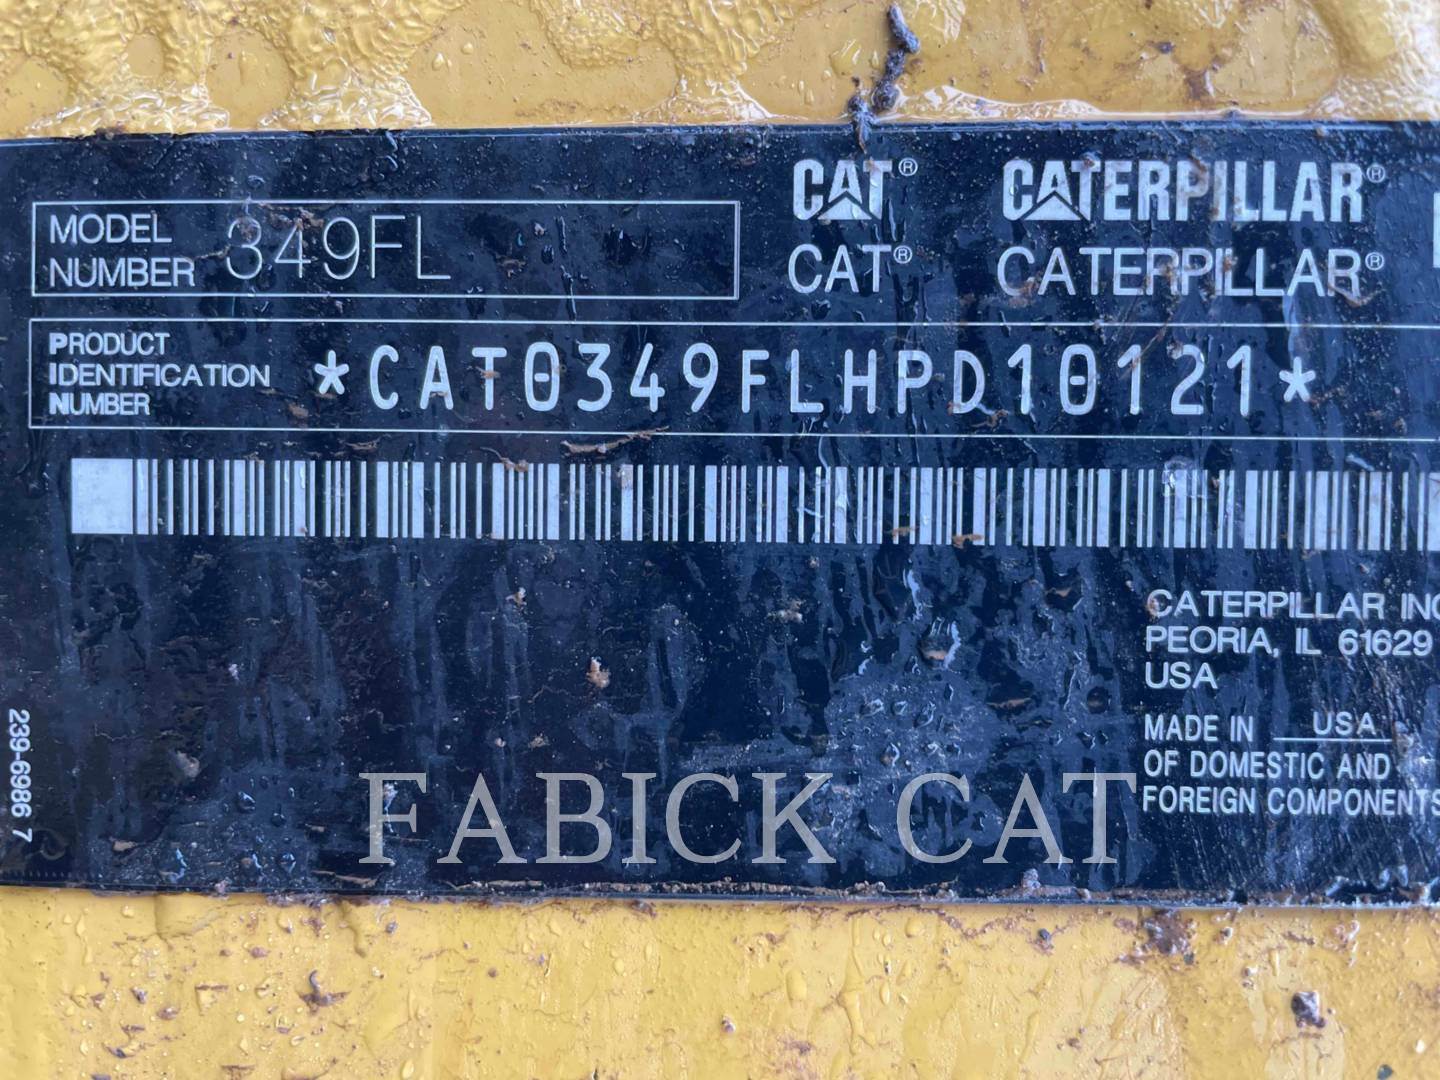 CAT® CATERPILLAR®
MODEL NUMBER 349FL
CAT® CATERPILLAR®
PRODUCT IDENTIFICATION NUMBER *CAT0349FLHPD10121*
CATERPILLAR INC
PEORIA, IL 61629
USA
MADE IN USA
OF DOMESTIC AND
FOREIGN COMPONENTS
239-6986 7
FABICK CAT